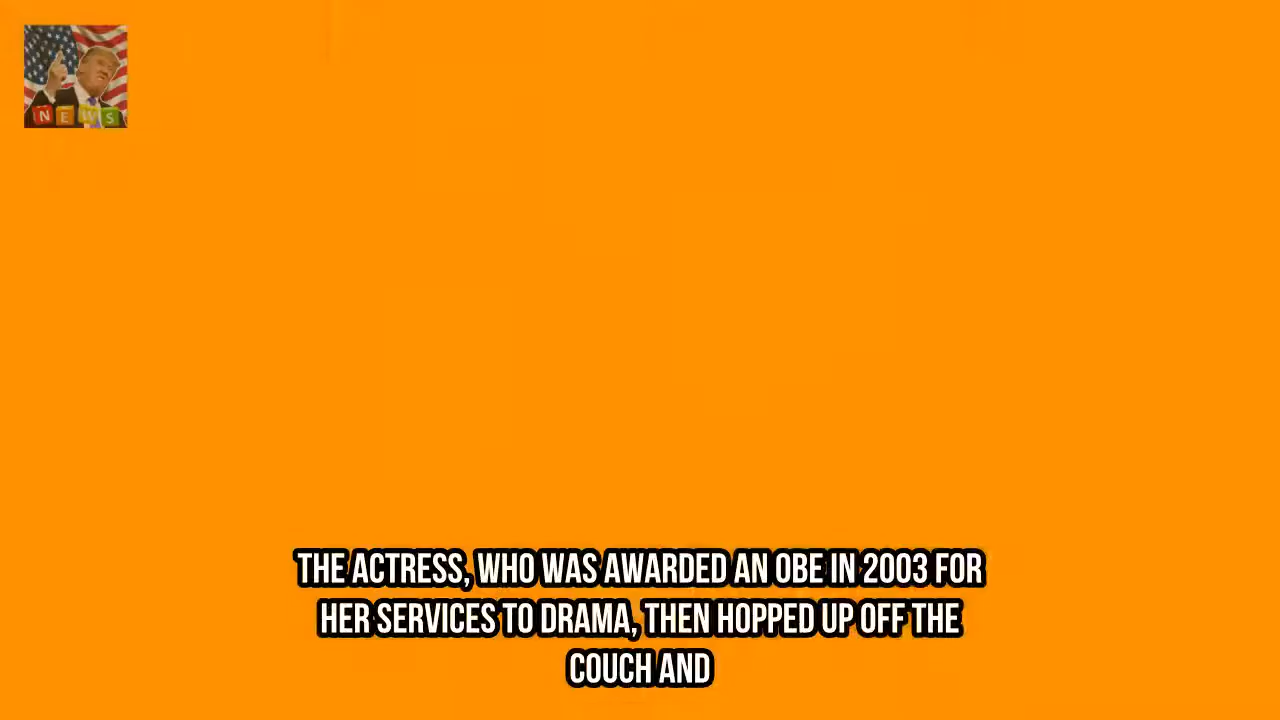 NEWS
THE ACTRESS, WHO WAS AWARDED AN OBE IN 2003 FOR
HER SERVICES TO DRAMA, THEN HOPPED UP OFF THE
COUCH AND